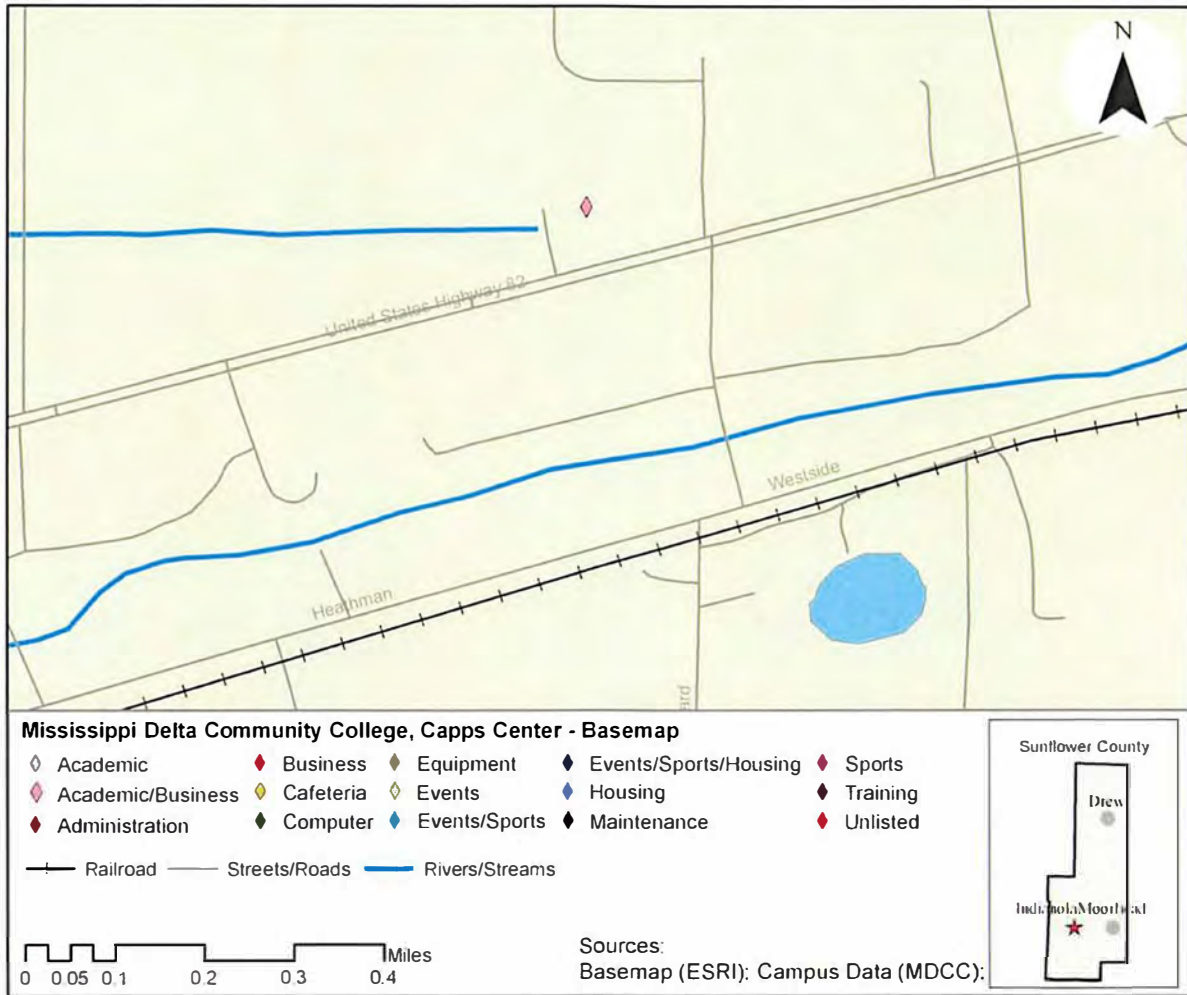 N
United States Highway 82
Westside
Heathman
ard
Mississippi Delta Community College, Capps Center - Basemap
Academic
Business
Equipment
Events/Sports/Housing
Sports
Academic/Business
Cafeteria
Events
Housing
Training
Administration
Computer
Events/Sports
Maintenance
Unlisted
Railroad
Streets/Roads
Rivers/Streams
Miles
0 0.05 0.1 0.2 0.3 0.4
Sources:
Basemap (ESRI): Campus Data (MDCC):
Sunflower County
Drew
Indianola Moorhead